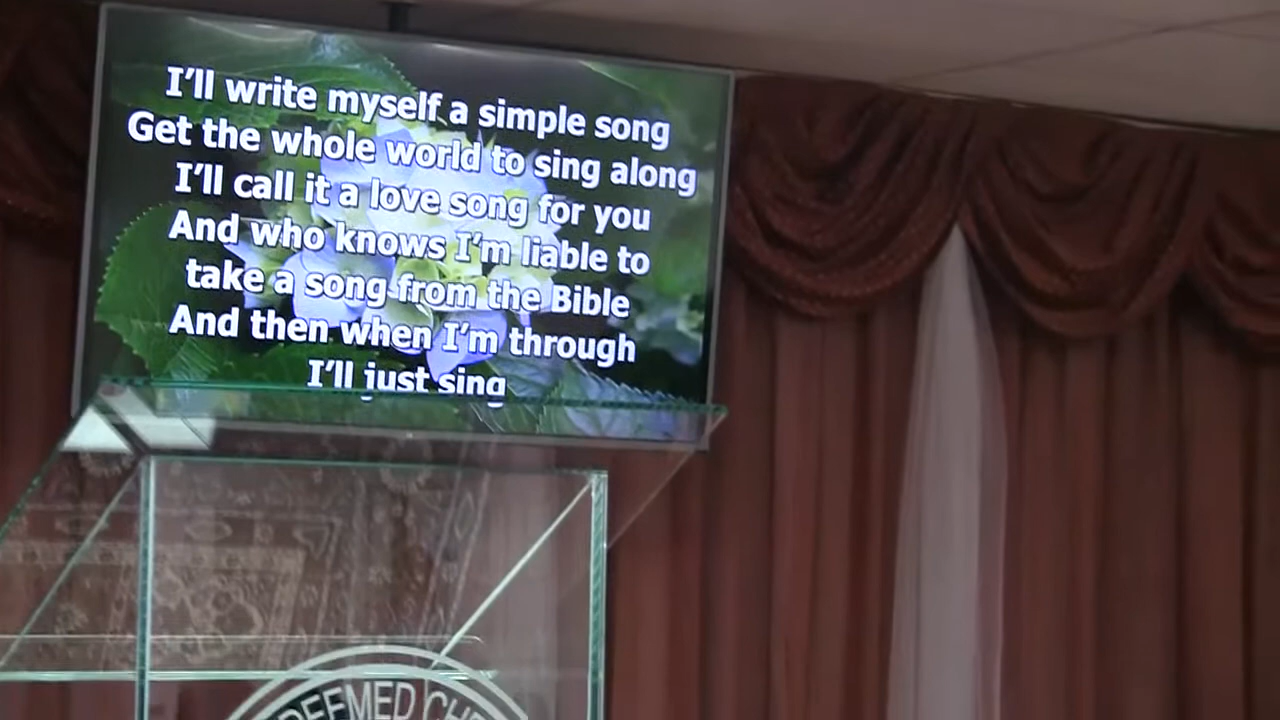 I'll write myself a simple song
Get the whole world to sing along
I'll call it a love song for you
And who knows I'm liable to
take a song from the Bible
And then when I'm through
I'll just sing